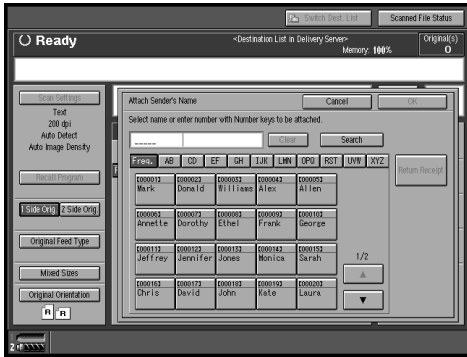 Switch Dest. List
Scanned File Status
Ready
<Destination List in Delivery Server>
Memory: 100%
Original(s)
0
Scan Settings
Text
200 dpi
Auto Detect
Auto Image Density
Recall Program
1 Side Orig. 2 Side Orig.
Original Feed Type
Mixed Sizes
Original Orientation
R R
Attach Sender's Name
Cancel
OK
Select name or enter number with Number keys to be attached.
_____
Clear
Search
Freq. AB CD EF GH IJK LMN OPQ RST UVW XYZ
Return Receipt
[00001] [00002] [00003] [00004] [00005]
Mark Donald Williams Alex Allen
[00006] [00007] [00008] [00009] [00010]
Annette Dorothy Ethel Frank George
[00011] [00012] [00013] [00014] [00015]
Jeffrey Jennifer Jones Monica Sarah
[00016] [00017] [00018] [00019] [00020]
Chris David John Kate Laura
1/2
2